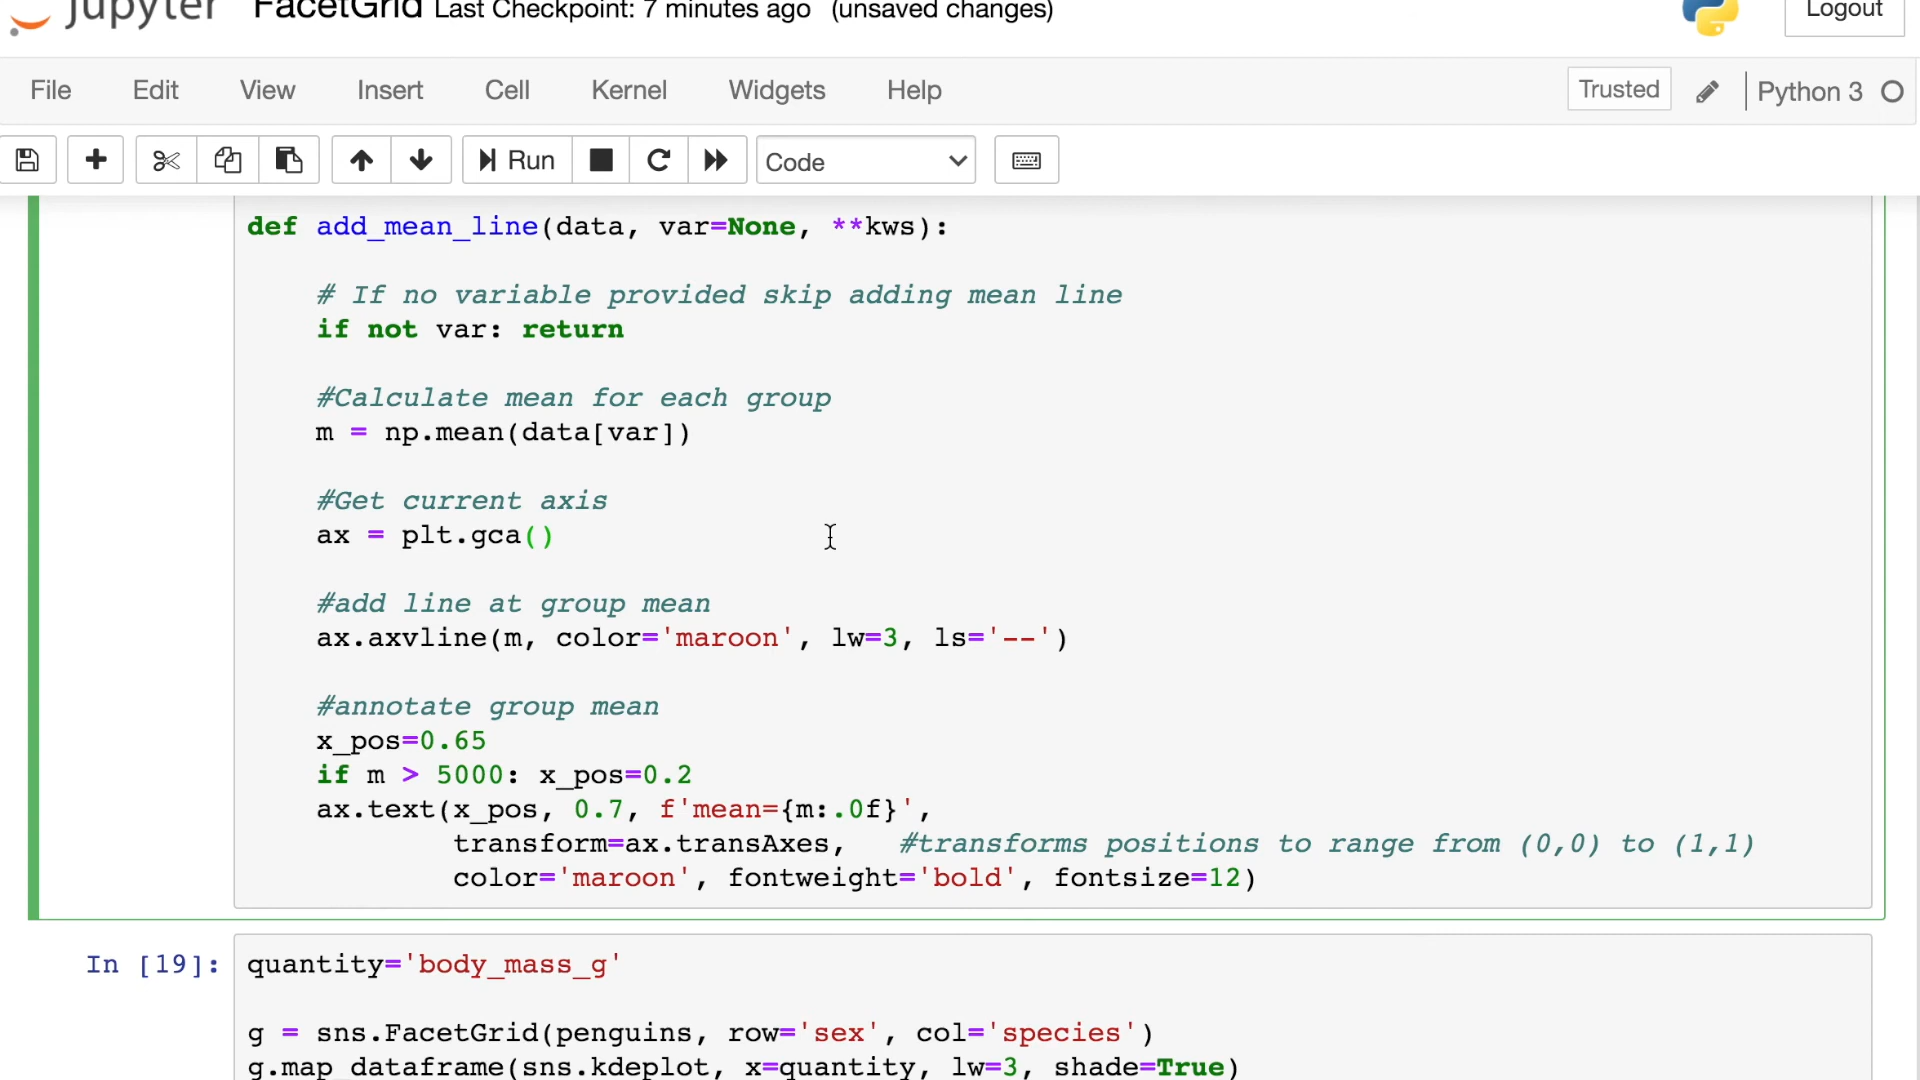 jupyter FacetGrid Last Checkpoint: 7 minutes ago (unsaved changes) Logout
File Edit View Insert Cell Kernel Widgets Help Trusted Python 3
Run Code
def add_mean_line(data, var=None, **kws):
# If no variable provided skip adding mean line
if not var: return
#Calculate mean for each group
m = np.mean(data[var])
#Get current axis
ax = plt.gca()
#add line at group mean
ax.axvline(m, color='maroon', lw=3, ls='--')
#annotate group mean
x_pos=0.65
if m > 5000: x_pos=0.2
ax.text(x_pos, 0.7, f'mean={m:.0f}',
transform=ax.transAxes, #transforms positions to range from (0,0) to (1,1)
color='maroon', fontweight='bold', fontsize=12)
In [19]: quantity='body_mass_g'
g = sns.FacetGrid(penguins, row='sex', col='species')
g.map_dataframe(sns.kdeplot, x=quantity, lw=3, shade=True)